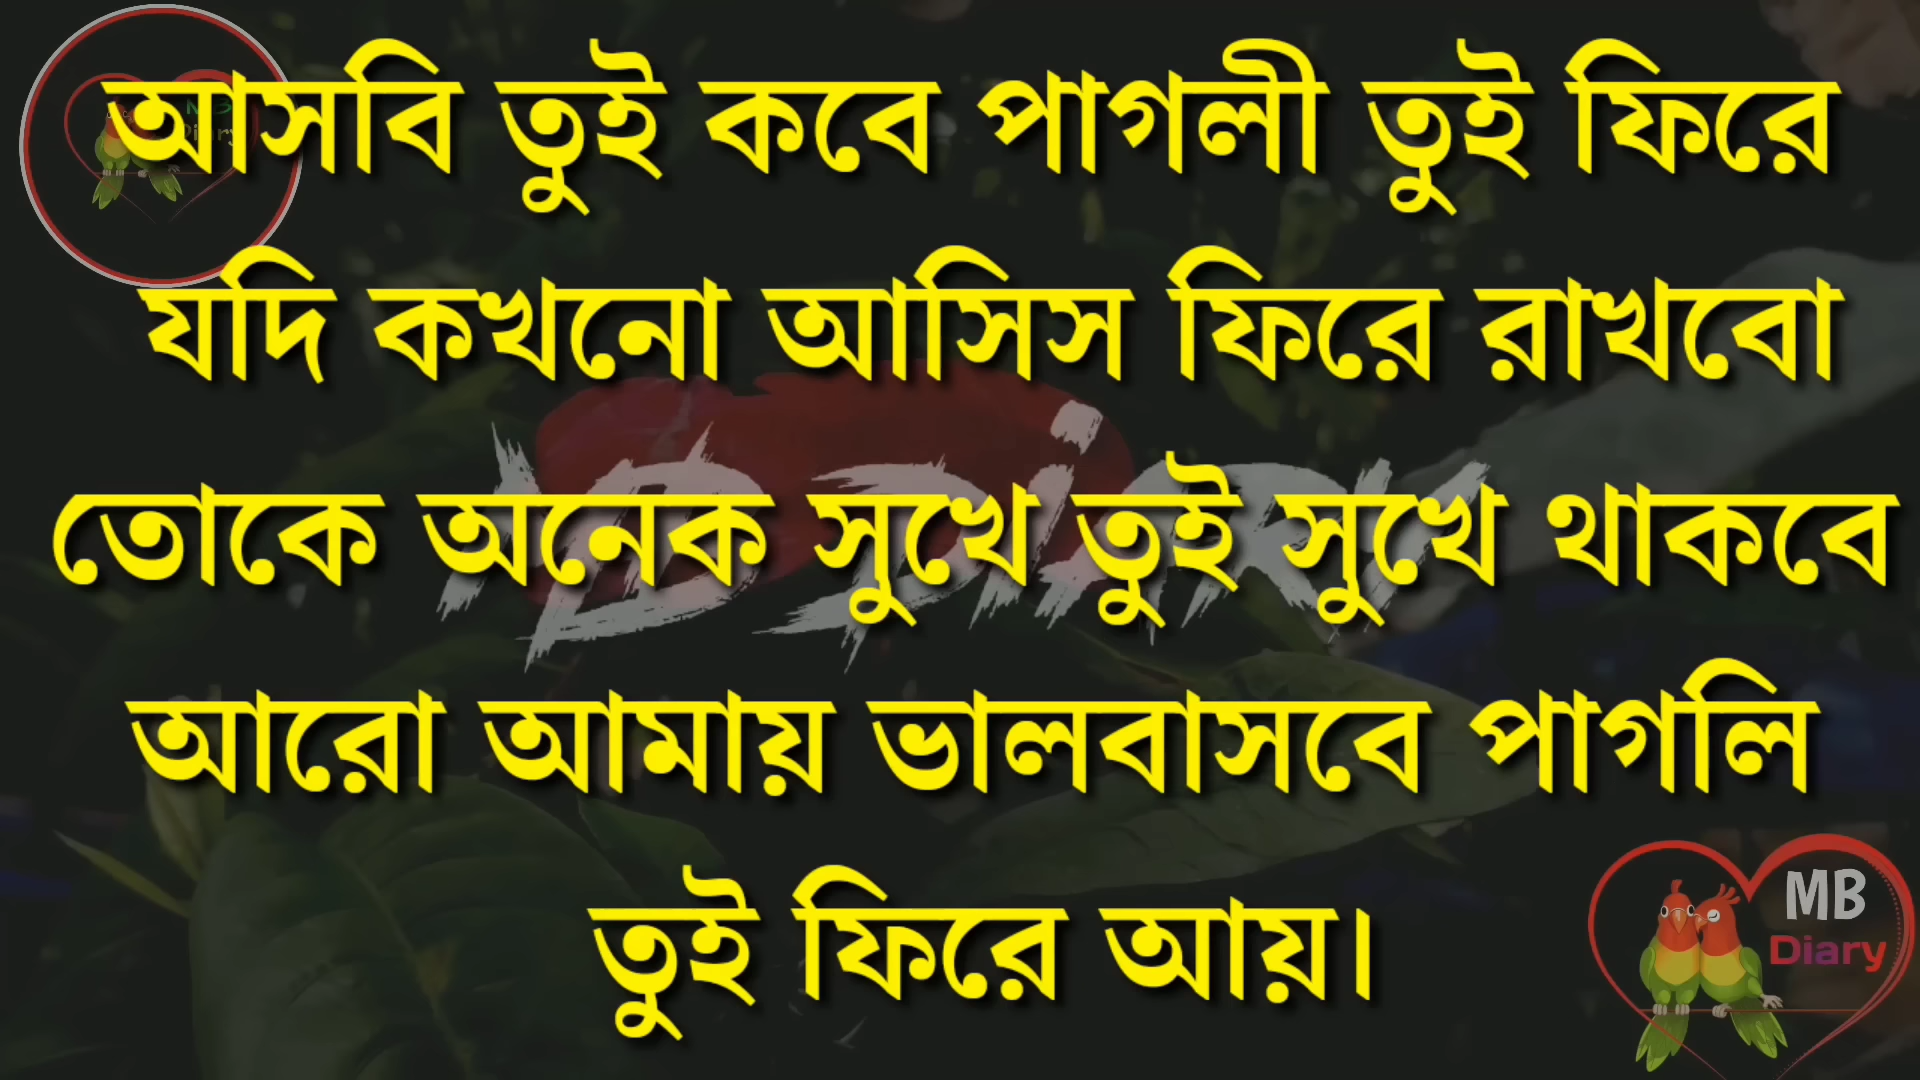 আসবি তুই কবে পাগলী তুই ফিরে
যদি কখনো আসিস ফিরে রাখবো
তোকে অনেক সুখে তুই সুখে থাকবে
আরো আমায় ভালবাসবে পাগলি
তুই ফিরে আয়।
MB
Diary